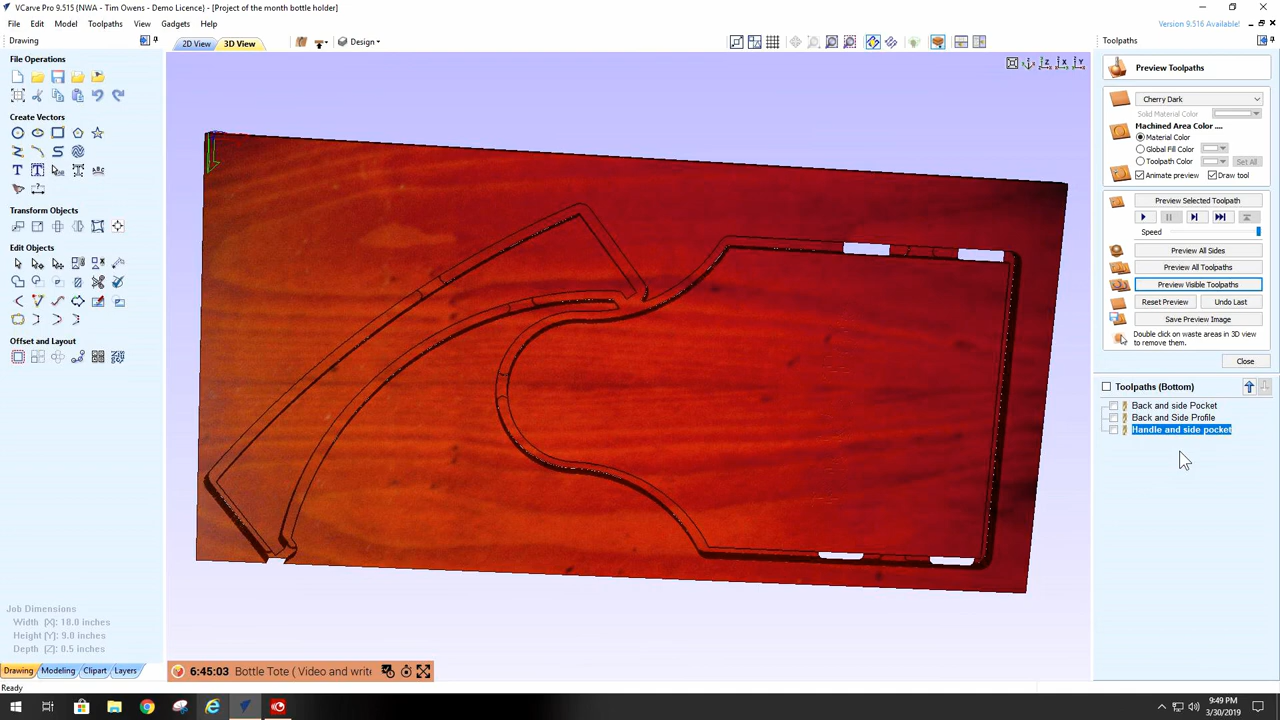 VCarve Pro 9.515 {NWA - Tim Owens - Demo Licence} - [Project of the month bottle holder]
File Edit Model Toolpaths View Gadgets Help
Version 9.516 Available!
Drawing
2D View 3D View
Design
Toolpaths
File Operations
Create Vectors
Transform Objects
Edit Objects
Offset and Layout
Job Dimensions
Width (X): 18.0 inches
Height (Y): 9.0 inches
Depth (Z): 0.5 inches
Drawing Modeling Clipart Layers
Ready
Preview Toolpaths
Cherry Dark
Solid Material Color
Machined Area Color ....
Material Color
Global Fill Color
Toolpath Color
Set All
Animate preview
Draw tool
Preview Selected Toolpath
Speed
Preview All Sides
Preview All Toolpaths
Preview Visible Toolpaths
Reset Preview
Undo Last
Save Preview Image
Double click on waste areas in 3D view
to remove them.
Close
Toolpaths (Bottom)
Back and side Pocket
Back and Side Profile
Handle and side pocket
6:45:03 Bottle Tote ( Video and write
9:49 PM
3/30/2019